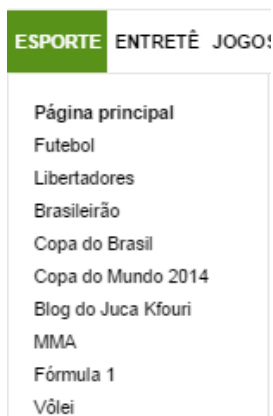 ESPORTE ENTRETÊ JOGOS
Página principal
Futebol
Libertadores
Brasileirão
Copa do Brasil
Copa do Mundo 2014
Blog do Juca Kfouri
MMA
Fórmula 1
Vôlei